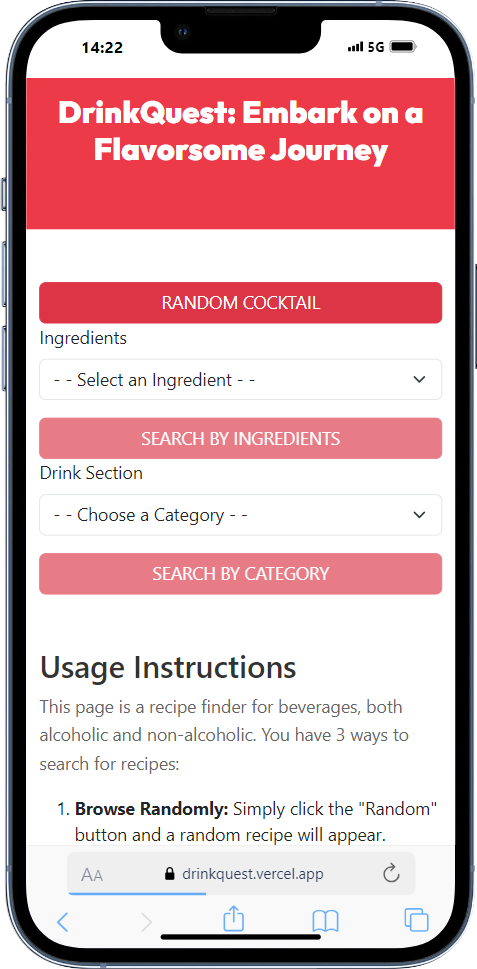 14:22
5G
DrinkQuest: Embark on a
Flavorsome Journey
RANDOM COCKTAIL
Ingredients
- - Select an Ingredient - -
SEARCH BY INGREDIENTS
Drink Section
- - Choose a Category - -
SEARCH BY CATEGORY
Usage Instructions
This page is a recipe finder for beverages, both
alcoholic and non-alcoholic. You have 3 ways to
search for recipes:
1. Browse Randomly: Simply click the "Random"
button and a random recipe will appear.
AA drinkquest.vercel.app